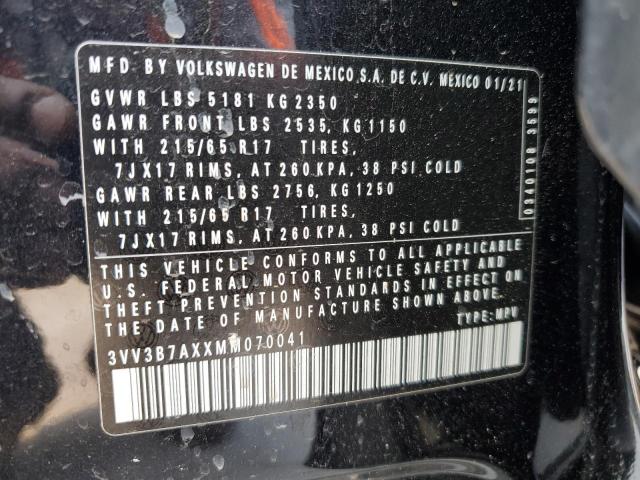 MFD. BY VOLKSWAGEN DE MEXICO,S.A. DE C.V. MEXICO 01/21
GVWR LBS 5181 KG 2350
GAWR FRONT LBS 2535, KG 1150
WITH 215/65 R17 TIRES,
7JX17 RIMS, AT 260 KPA, 38 PSI COLD
GAWR REAR LBS 2756, KG 1250
WITH 215/65 R17 TIRES,
7JX17 RIMS, AT 260 KPA, 38 PSI COLD
THIS VEHICLE CONFORMS TO ALL APPLICABLE
U.S. FEDERAL MOTOR VEHICLE SAFETY AND
THEFT PREVENTION STANDARDS IN EFFECT ON
THE DATE OF MANUFACTURE SHOWN ABOVE.
3VV3B7AXXMM070041
TYPE: MPV
0340108 3599